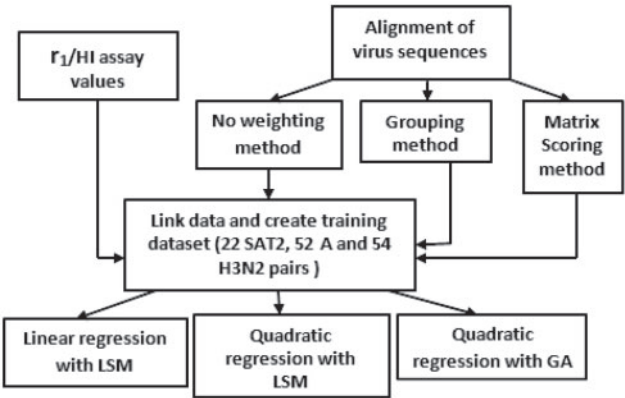 r₁/HI assay
values
Alignment of
virus sequences
No weighting
method
Grouping
method
Matrix
Scoring
method
Link data and create training
dataset (22 SAT2, 52 A and 54
H3N2 pairs )
Linear regression
with LSM
Quadratic
regression with
LSM
Quadratic
regression with GA